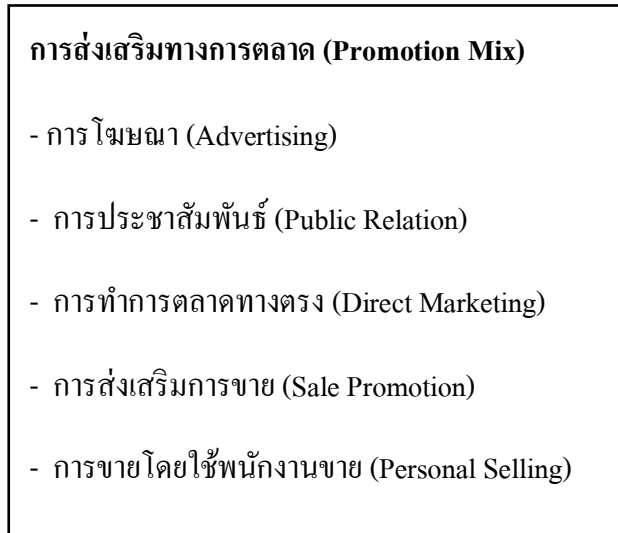 การส่งเสริมทางการตลาด (Promotion Mix)
- การโฆษณา (Advertising)
- การประชาสัมพันธ์ (Public Relation)
- การทำการตลาดทางตรง (Direct Marketing)
- การส่งเสริมการขาย (Sale Promotion)
- การขายโดยใช้พนักงานขาย (Personal Selling)